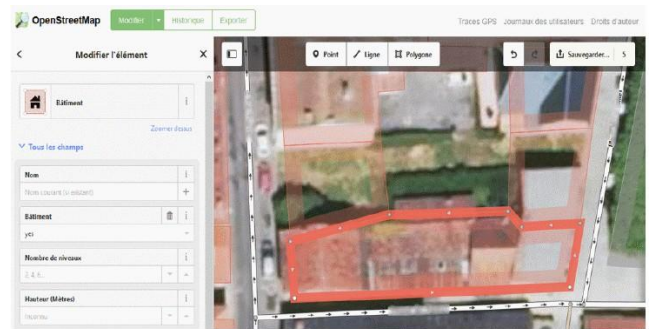 OpenStreetMap Modifier Historique Exporter Traces GPS Journaux des utilisateurs Droits d'auteur
Modifier l'élément X Point Ligne Polygone Sauvegarder... 5
Bâtiment
Zoomer dessus
Tous les champs
Nom
Nom courant (si existant)
Bâtiment
yes
Nombre de niveaux
2, 4, 6...
Hauteur (Mètres)
Inconnu